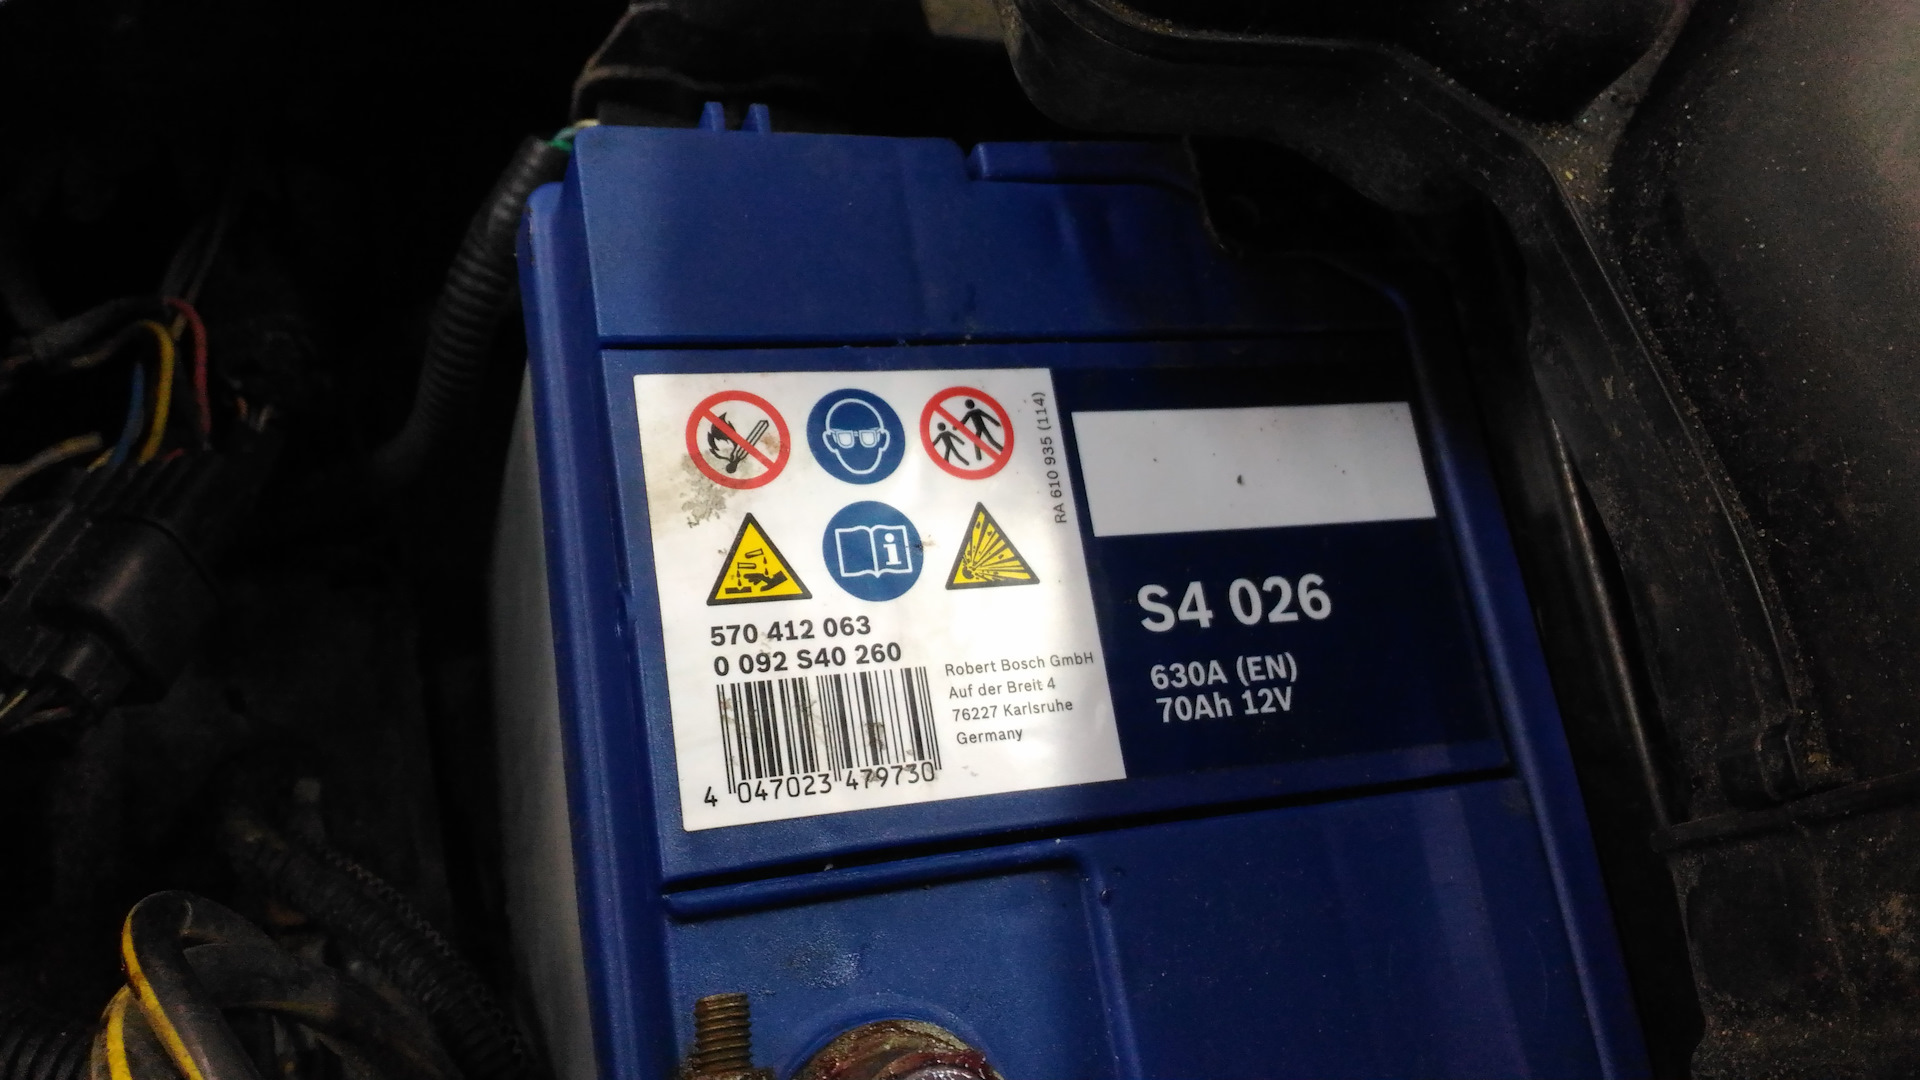 RA 610 935 (114)
570 412 063
0 092 S40 260
Robert Bosch GmbH
Auf der Breit 4
76227 Karlsruhe
Germany
4 047023 479730
S4 026
630A (EN)
70Ah 12V